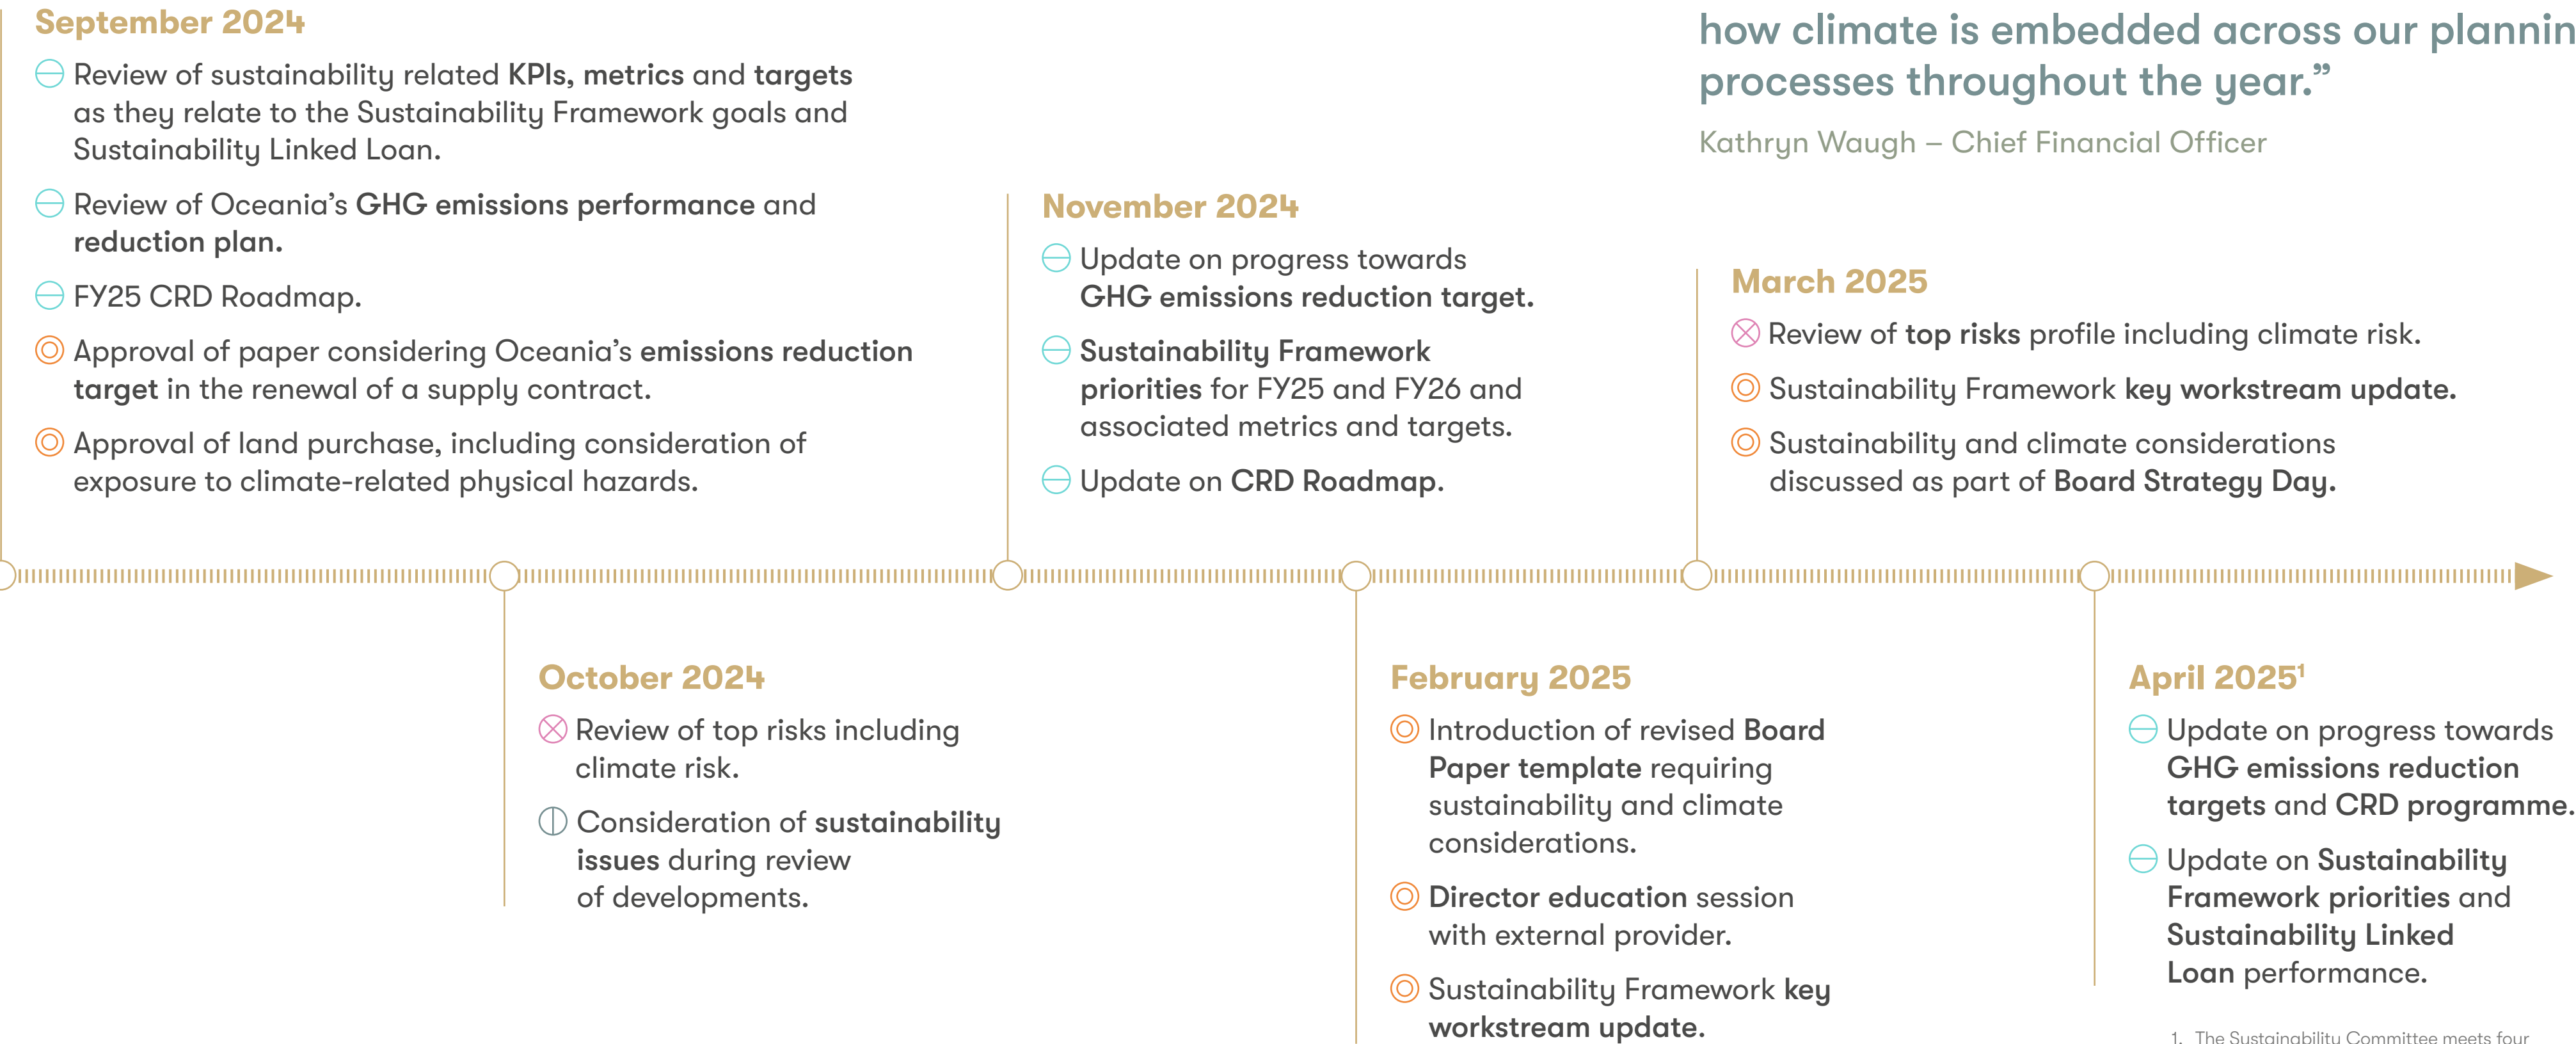 September 2024
Review of sustainability related KPIs, metrics and targets
as they relate to the Sustainability Framework goals and
Sustainability Linked Loan.
Review of Oceania’s GHG emissions performance and
reduction plan.
FY25 CRD Roadmap.
Approval of paper considering Oceania’s emissions reduction
target in the renewal of a supply contract.
Approval of land purchase, including consideration of
exposure to climate-related physical hazards.
how climate is embedded across our plannin
processes throughout the year.”
Kathryn Waugh – Chief Financial Officer
November 2024
Update on progress towards
GHG emissions reduction target.
Sustainability Framework
priorities for FY25 and FY26 and
associated metrics and targets.
Update on CRD Roadmap.
March 2025
Review of top risks profile including climate risk.
Sustainability Framework key workstream update.
Sustainability and climate considerations
discussed as part of Board Strategy Day.
October 2024
Review of top risks including
climate risk.
Consideration of sustainability
issues during review
of developments.
February 2025
Introduction of revised Board
Paper template requiring
sustainability and climate
considerations.
Director education session
with external provider.
Sustainability Framework key
workstream update.
April 2025¹
Update on progress towards
GHG emissions reduction
targets and CRD programme.
Update on Sustainability
Framework priorities and
Sustainability Linked
Loan performance.
1. The Sustainability Committee meets four